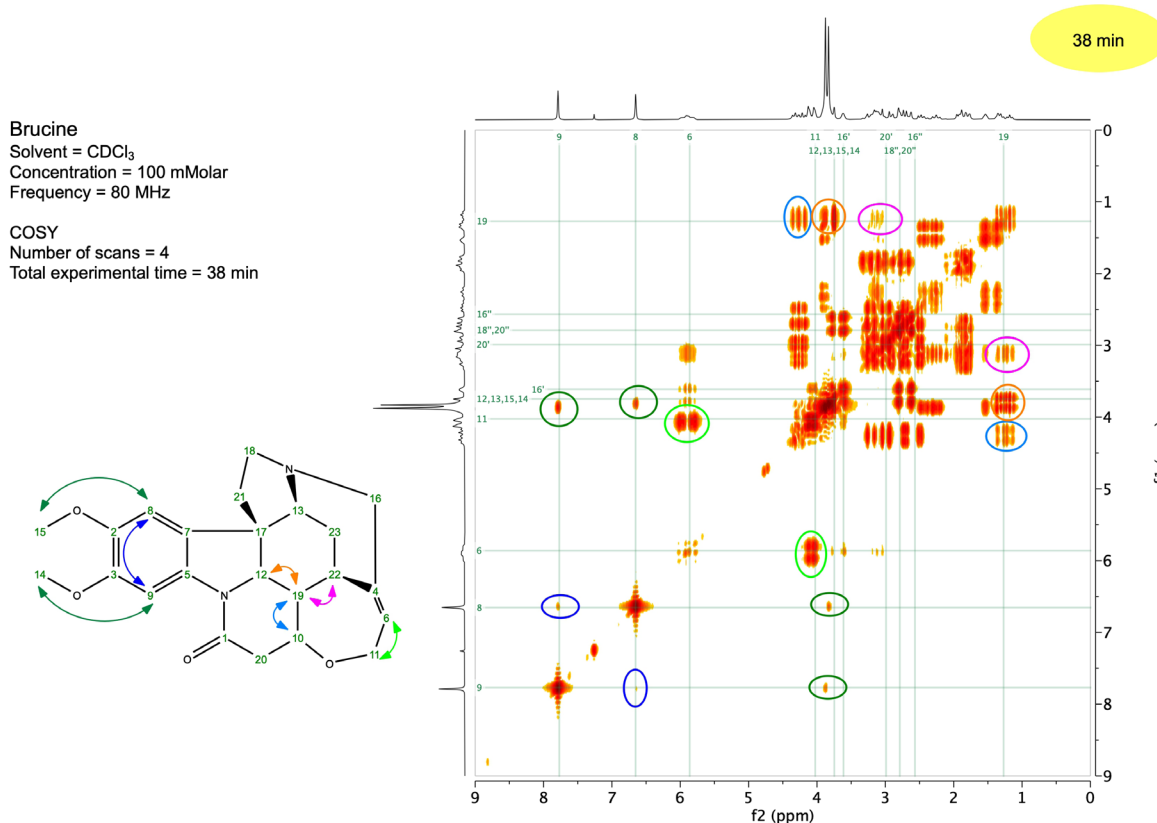 38 min
Brucine
Solvent = CDCl₃
Concentration = 100 mMolar
Frequency = 80 MHz
COSY
Number of scans = 4
Total experimental time = 38 min
9 8 6 11 16' 20' 16" 19
12,13,15,14 18",20"
0
1
19
2
16"
18",20"
20'
3
16'
12,13,15,14
11
4
5
6
6
8
7
9
8
9
9 8 7 6 5 4 3 2 1 0
f2 (ppm)
18
N
16
21
13
15
O
8
7
17
23
2
12
22
4
3
5
19
6
14
O
9
N
10
11
1
O
20
O